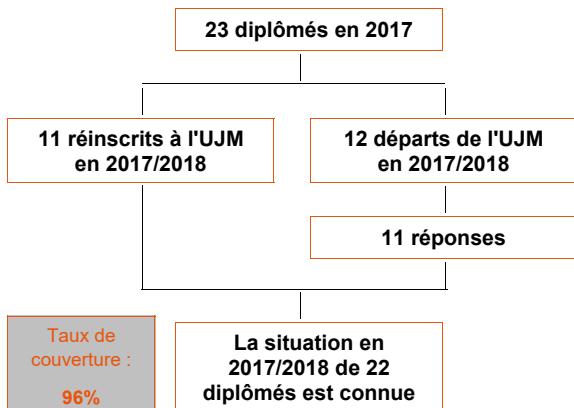 23 diplômés en 2017
11 réinscrits à l'UJM
en 2017/2018
12 départs de l'UJM
en 2017/2018
11 réponses
Taux de
couverture :
96%
La situation en
2017/2018 de 22
diplômés est connue